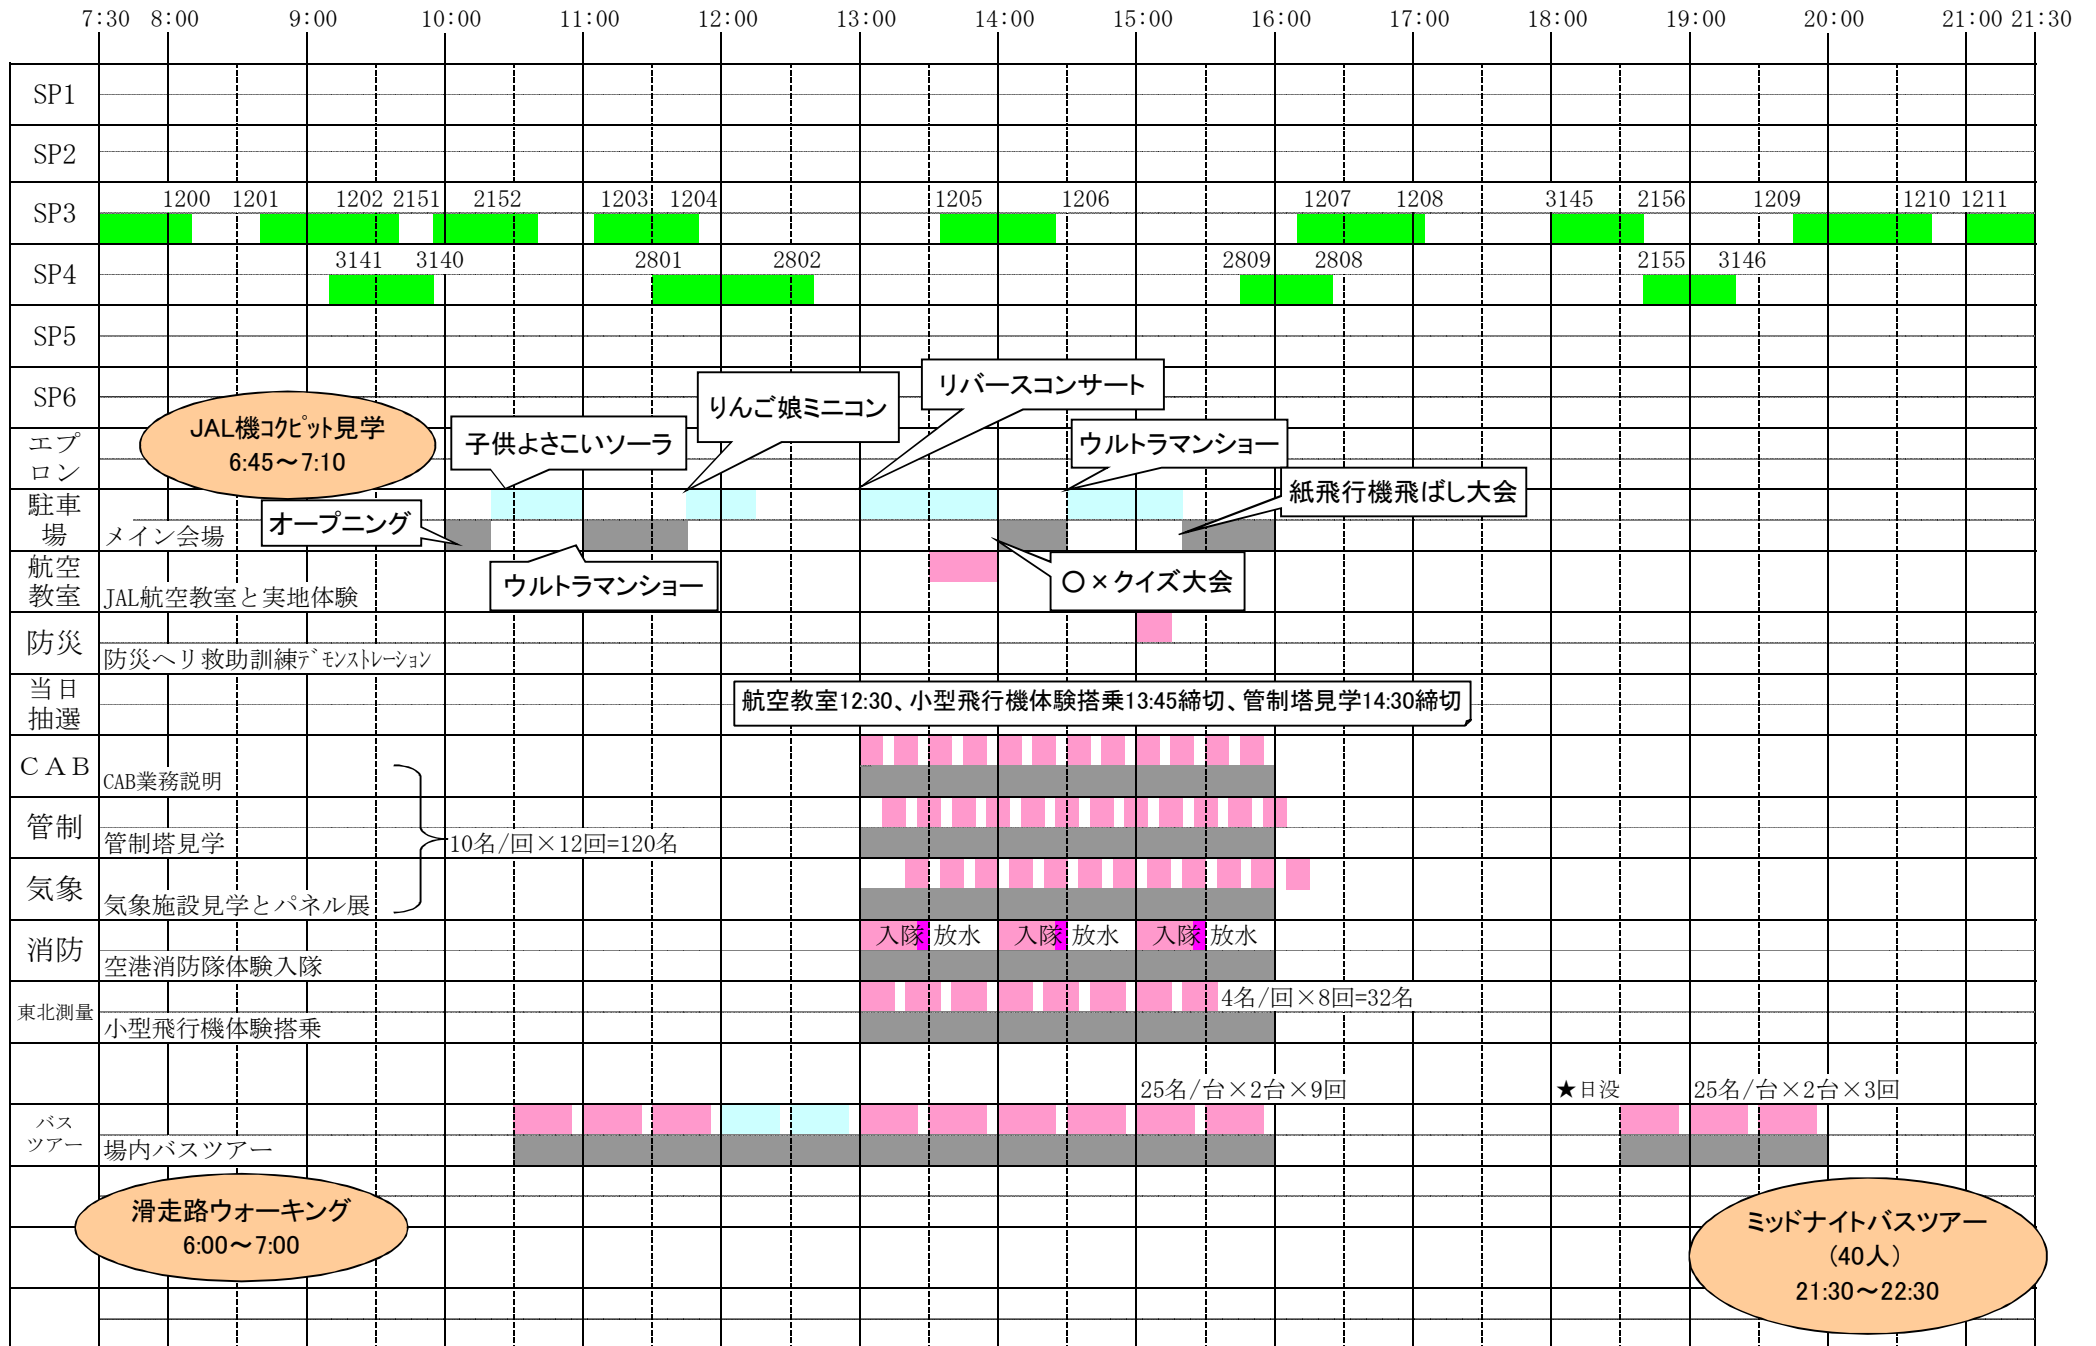 7:30 8:00 9:00 10:00 11:00 12:00 13:00 14:00 15:00 16:00 17:00 18:00 19:00 20:00 21:00 21:30
SP1
SP2
1200 1201 1202 2151 2152 1203 1204 1205 1206 1207 1208 3145 2156 1209 1210 1211
SP3
3141 3140 2801 2802 2809 2808 2155 3146
SP4
SP5
SP6
JAL機ｺｸﾋﾟｯﾄ見学
6:45～7:10
子供よさこいソーラ
りんご娘ミニコン
リバースコンサート
ウルトラマンショー
紙飛行機飛ばし大会
エプ
ロン
駐車
場
メイン会場
オープニング
ウルトラマンショー
○×クイズ大会
航空
教室
JAL航空教室と実地体験
防災
防災ヘリ救助訓練ﾃﾞﾓﾝｽﾄﾚｰｼｮﾝ
当日
抽選
航空教室12:30、小型飛行機体験搭乗13:45締切、管制塔見学14:30締切
ＣＡＢ
CAB業務説明
管制
管制塔見学
10名/回×12回=120名
気象
気象施設見学とパネル展
消防
入隊 放水 入隊 放水 入隊 放水
空港消防隊体験入隊
東北測量
4名/回×8回=32名
小型飛行機体験搭乗
25名/台×2台×9回 ★日没 25名/台×2台×3回
バス
ツアー
場内バスツアー
滑走路ウォーキング
6:00～7:00
ミッドナイトバスツアー
(40人)
21:30～22:30